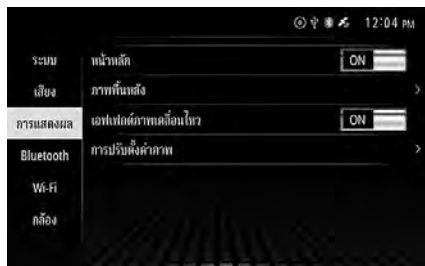 12:04 PM
ระบบ
หน้าหลัก
ON
เสียง
ภาพพื้นหลัง
การแสดงผล
เอฟเฟกต์ภาพเคลื่อนไหว
ON
Bluetooth
การปรับตั้งค่าภาพ
Wi-Fi
กล้อง